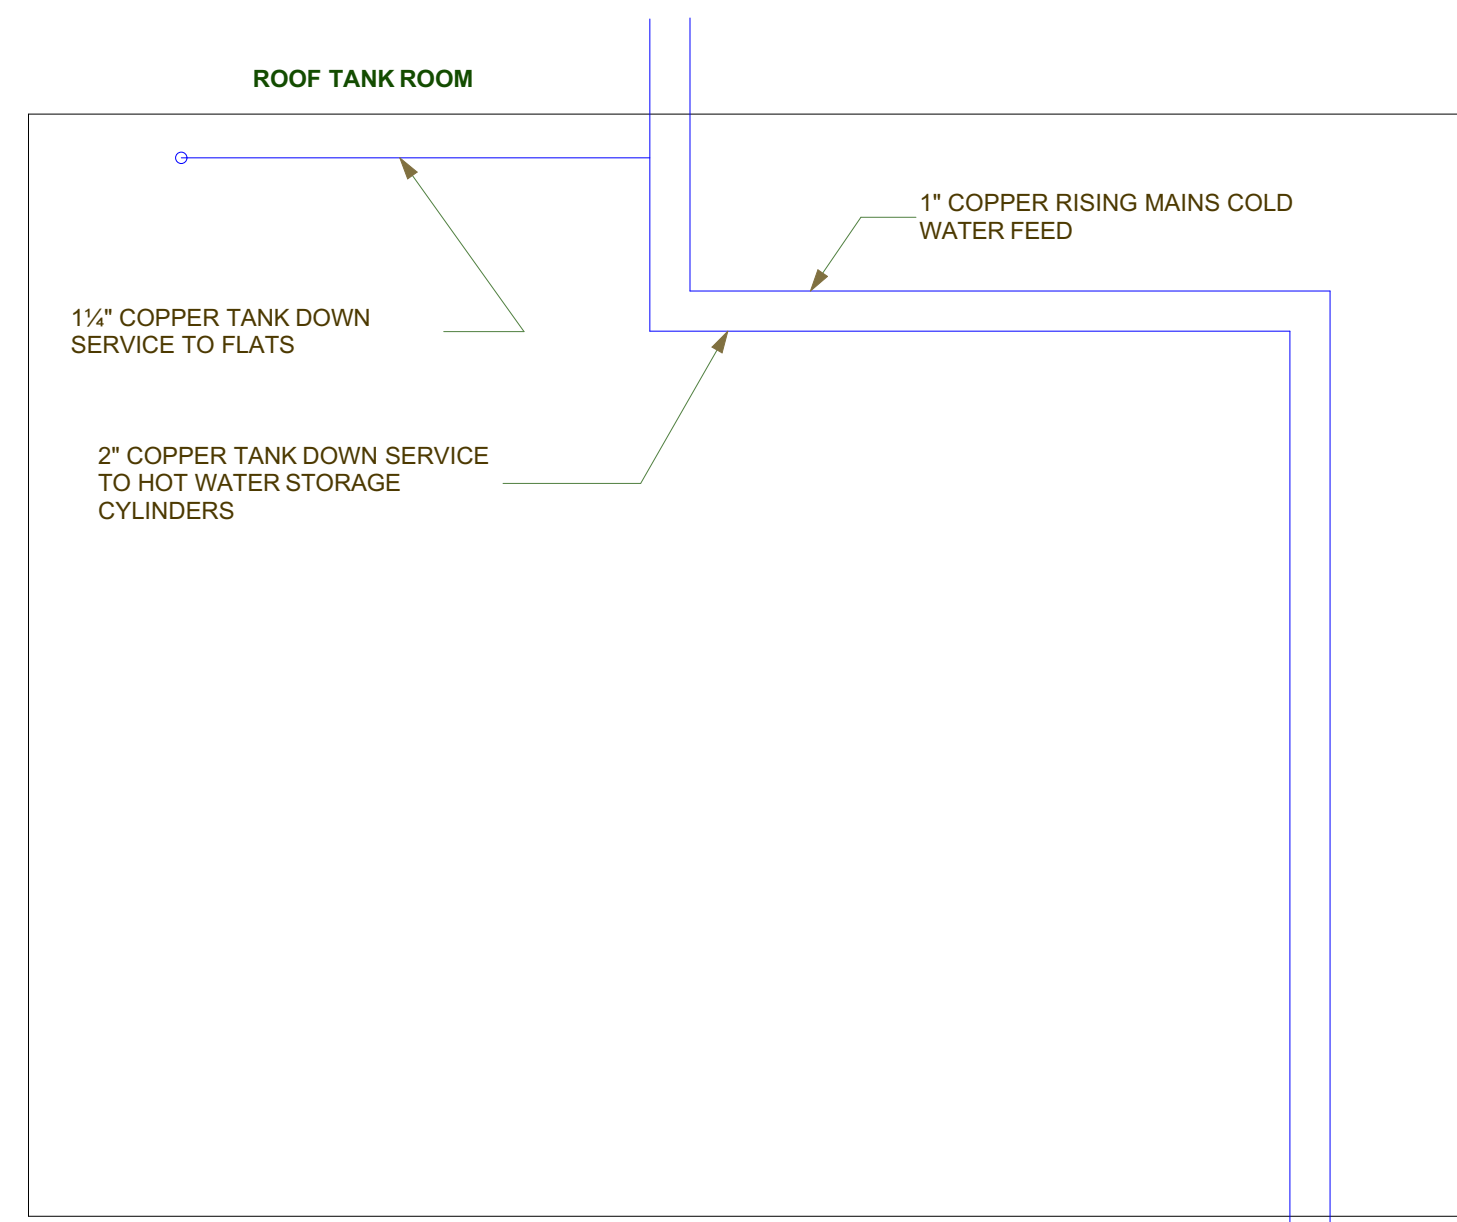 ROOF TANK ROOM
1" COPPER RISING MAINS COLD
WATER FEED
1¼" COPPER TANK DOWN
SERVICE TO FLATS
2" COPPER TANK DOWN SERVICE
TO HOT WATER STORAGE
CYLINDERS